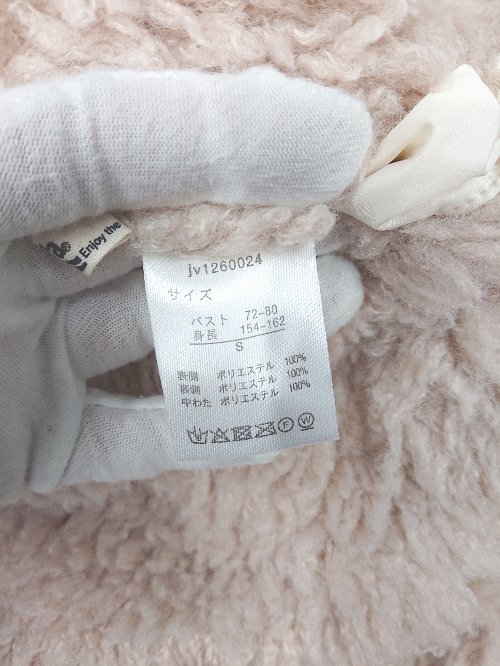 Enjoy the
jv1260024
サイズ
バスト 72-80
身長 154-162
S
表側 ポリエステル 100%
裏側 ポリエステル 100%
中わた ポリエステル 100%
F W